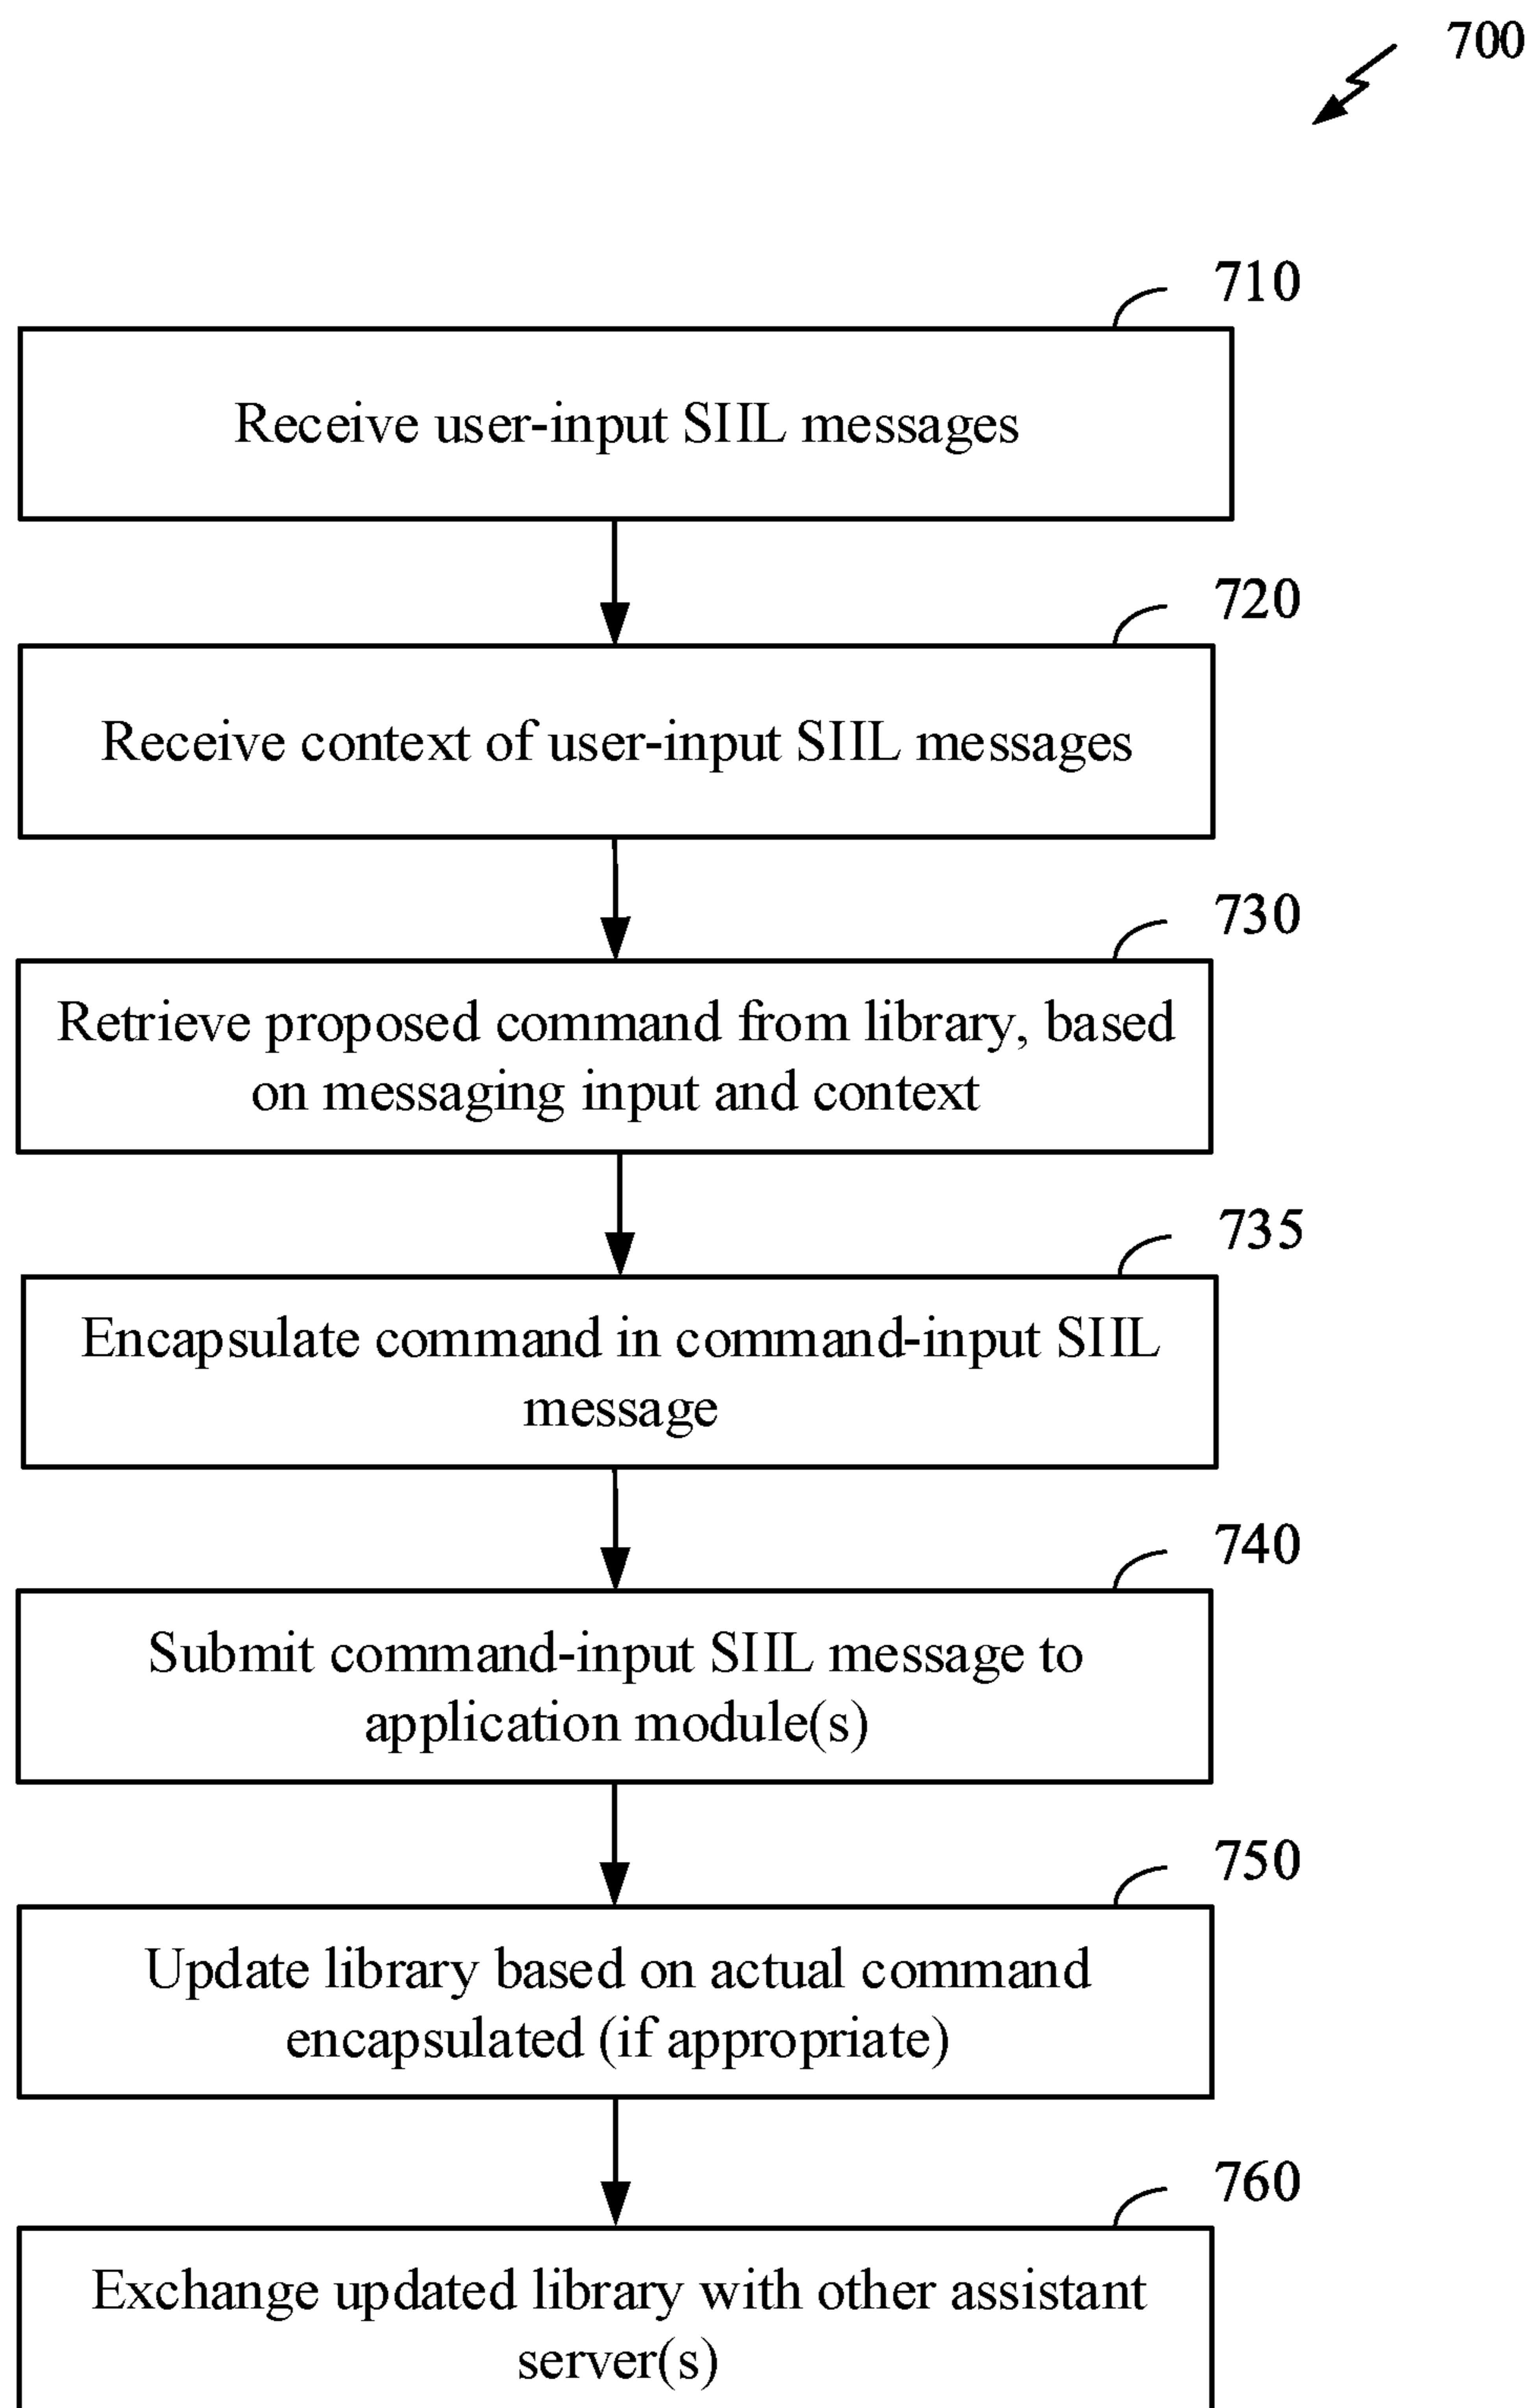 700
710
Receive user-input SIIL messages
720
Receive context of user-input SIIL messages
730
Retrieve proposed command from library, based
on messaging input and context
735
Encapsulate command in command-input SIIL
message
740
Submit command-input SIIL message to
application module(s)
750
Update library based on actual command
encapsulated (if appropriate)
760
Exchange updated library with other assistant
server(s)